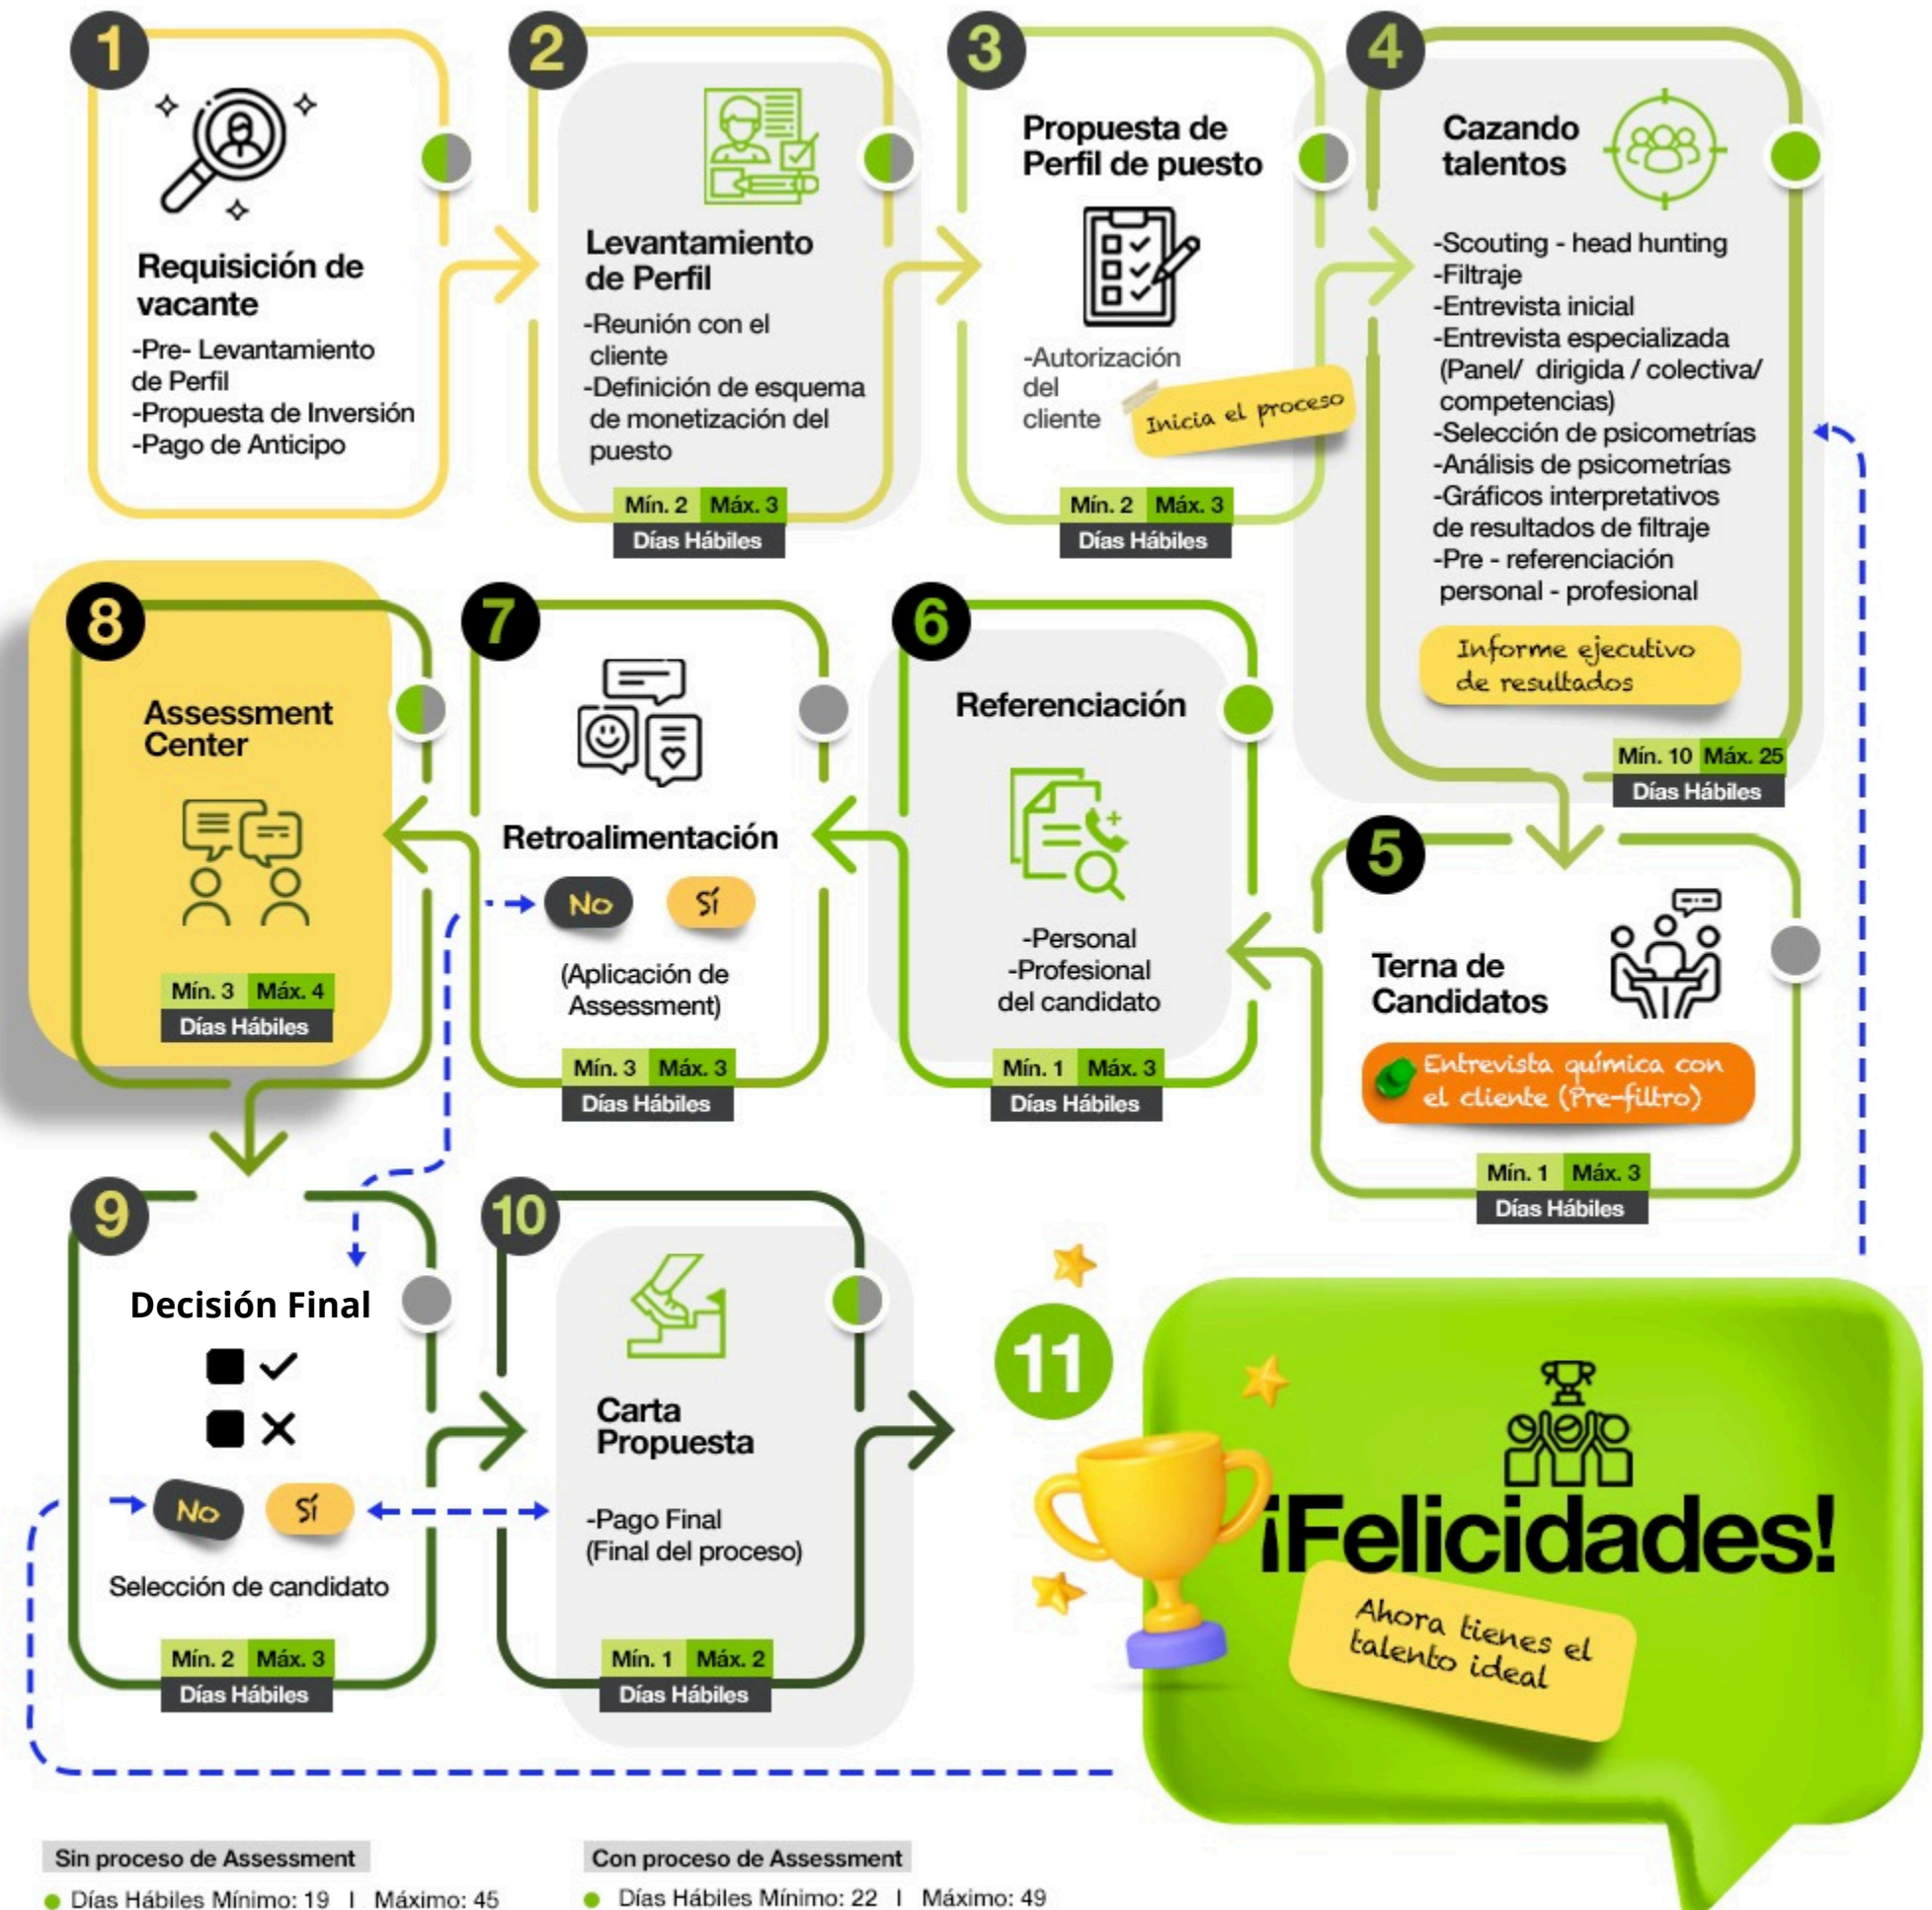 1
Requisición de
vacante
-Pre- Levantamiento
de Perfil
-Propuesta de Inversión
-Pago de Anticipo
2
Levantamiento
de Perfil
-Reunión con el
cliente
-Definición de esquema
de monetización del
puesto
Mín. 2 Máx. 3
Días Hábiles
3
Propuesta de
Perfil de puesto
-Autorización
del
cliente
Inicia el proceso
Mín. 2 Máx. 3
Días Hábiles
4
Cazando
talentos
-Scouting - head hunting
-Filtraje
-Entrevista inicial
-Entrevista especializada
(Panel/ dirigida / colectiva/
competencias)
-Selección de psicometrías
-Análisis de psicometrías
-Gráficos interpretativos
de resultados de filtraje
-Pre - referenciación
personal - profesional
Informe ejecutivo
de resultados
Mín. 10 Máx. 25
Días Hábiles
5
Terna de
Candidatos
Entrevista química con
el cliente (Pre-filtro)
Mín. 1 Máx. 3
Días Hábiles
6
Referenciación
-Personal
-Profesional
del candidato
Mín. 1 Máx. 3
Días Hábiles
7
Retroalimentación
No Sí
(Aplicación de
Assessment)
Mín. 3 Máx. 3
Días Hábiles
8
Assessment
Center
Mín. 3 Máx. 4
Días Hábiles
9
Decisión Final
No Sí
Selección de candidato
Mín. 2 Máx. 3
Días Hábiles
10
Carta
Propuesta
-Pago Final
(Final del proceso)
Mín. 1 Máx. 2
Días Hábiles
11
¡Felicidades!
Ahora tienes el
talento ideal
Sin proceso de Assessment
Días Hábiles Mínimo: 19 I Máximo: 45
Con proceso de Assessment
Días Hábiles Mínimo: 22 I Máximo: 49